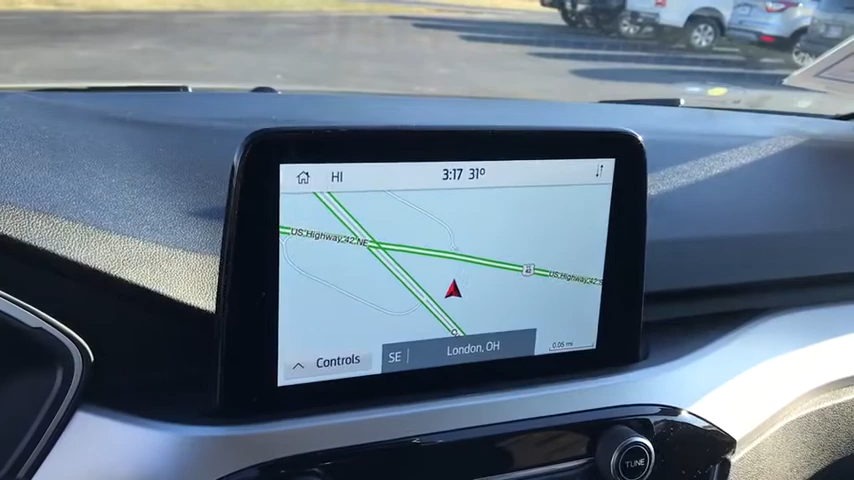 HI
3:17 31°
US Highway 42 NE
42
US Highway 42
Controls
SE
London, OH
0.05 mi
TUNE